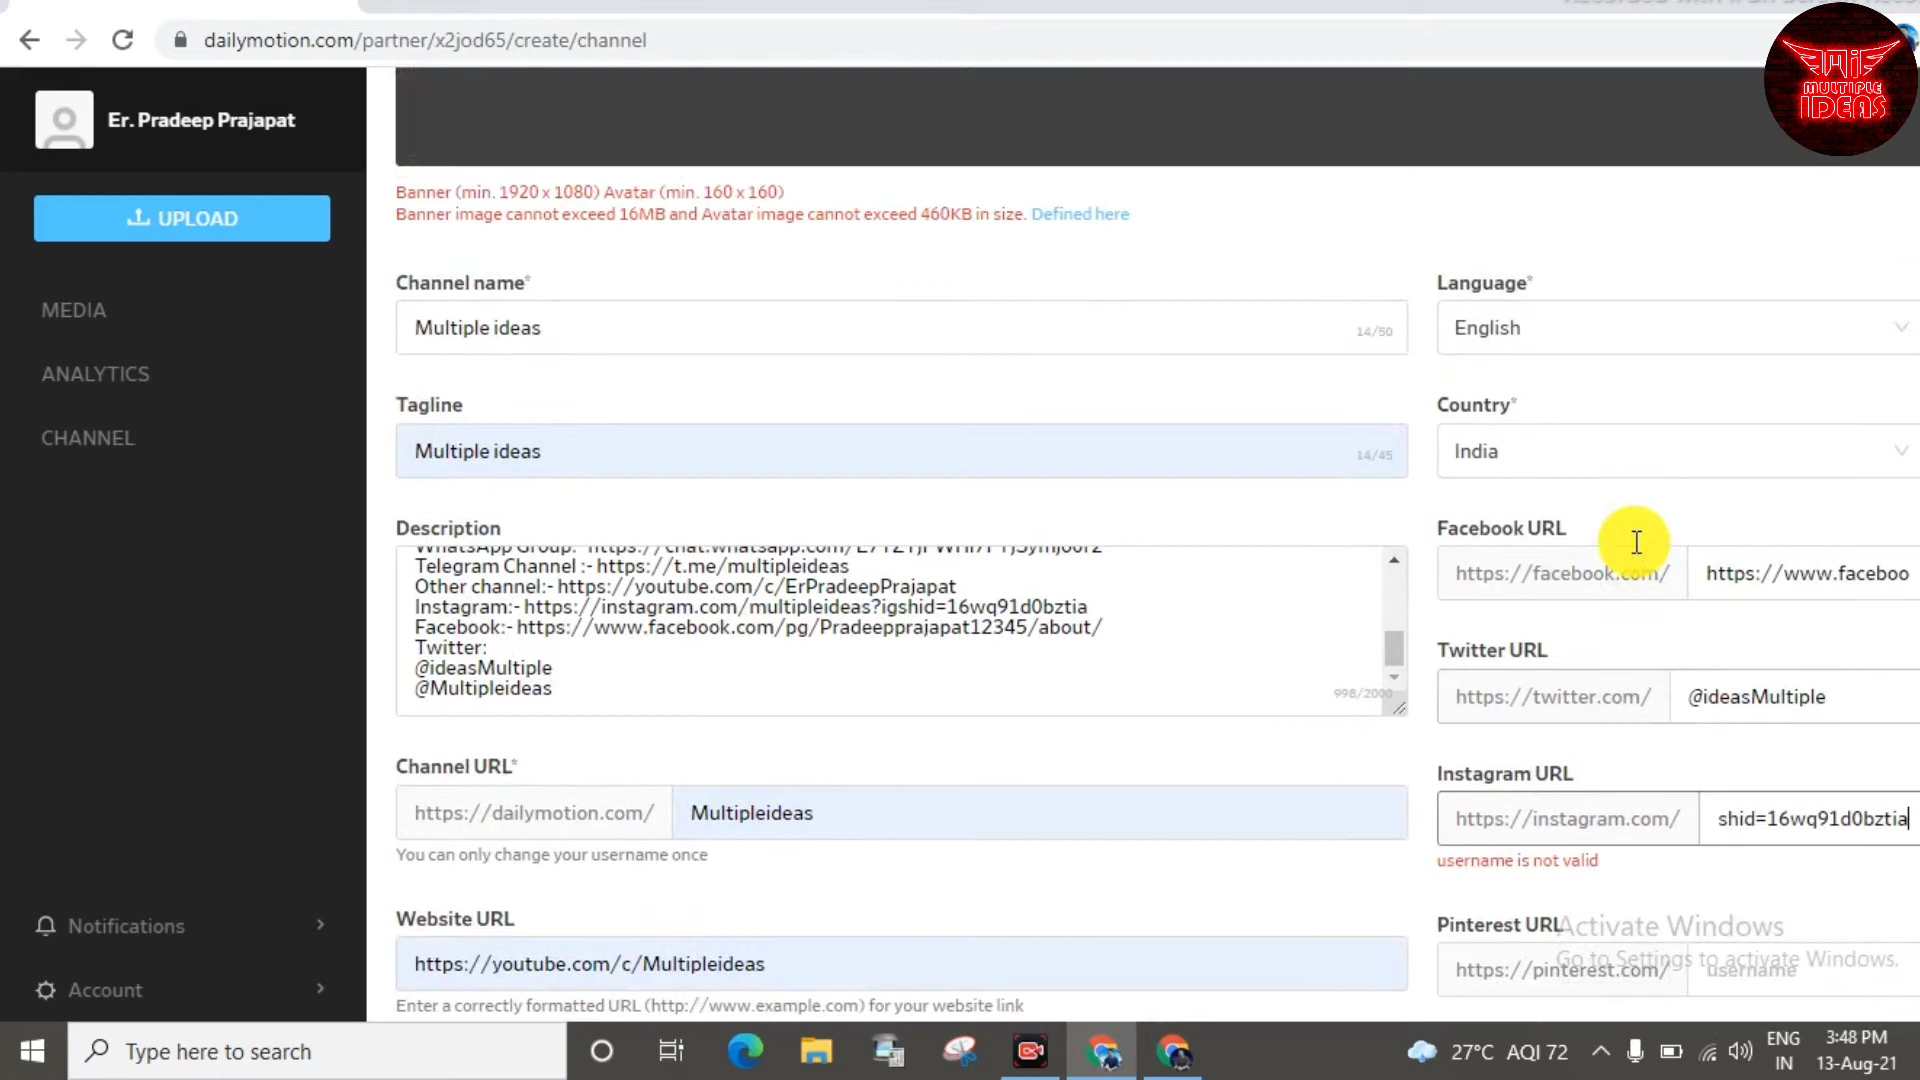 dailymotion.com/partner/x2jod65/create/channel
MULTIPLE
IDEAS
Er. Pradeep Prajapat
UPLOAD
MEDIA
ANALYTICS
CHANNEL
Notifications
Account
Banner (min. 1920 x 1080) Avatar (min. 160 x 160)
Banner image cannot exceed 16MB and Avatar image cannot exceed 460KB in size. Defined here
Channel name*
Multiple ideas
14/50
Tagline
Multiple ideas
14/45
Description
Telegram Channel :- https://t.me/multipleideas
Other channel:- https://youtube.com/c/ErPradeepPrajapat
Instagram:- https://instagram.com/multipleideas?igshid=16wq91d0bztia
Facebook:- https://www.facebook.com/pg/Pradeepprajapat12345/about/
Twitter:
@ideasMultiple
@Multipleideas
998/2000
Channel URL*
https://dailymotion.com/ Multipleideas
You can only change your username once
Website URL
https://youtube.com/c/Multipleideas
Enter a correctly formatted URL (http://www.example.com) for your website link
Language*
English
Country*
India
Facebook URL
https://facebook.com/ https://www.faceboo
Twitter URL
https://twitter.com/ @ideasMultiple
Instagram URL
https://instagram.com/ shid=16wq91d0bztia
username is not valid
Pinterest URL
https://pinterest.com/ username
Activate Windows
Go to Settings to activate Windows.
Type here to search
27°C AQI 72
ENG
IN
3:48 PM
13-Aug-21